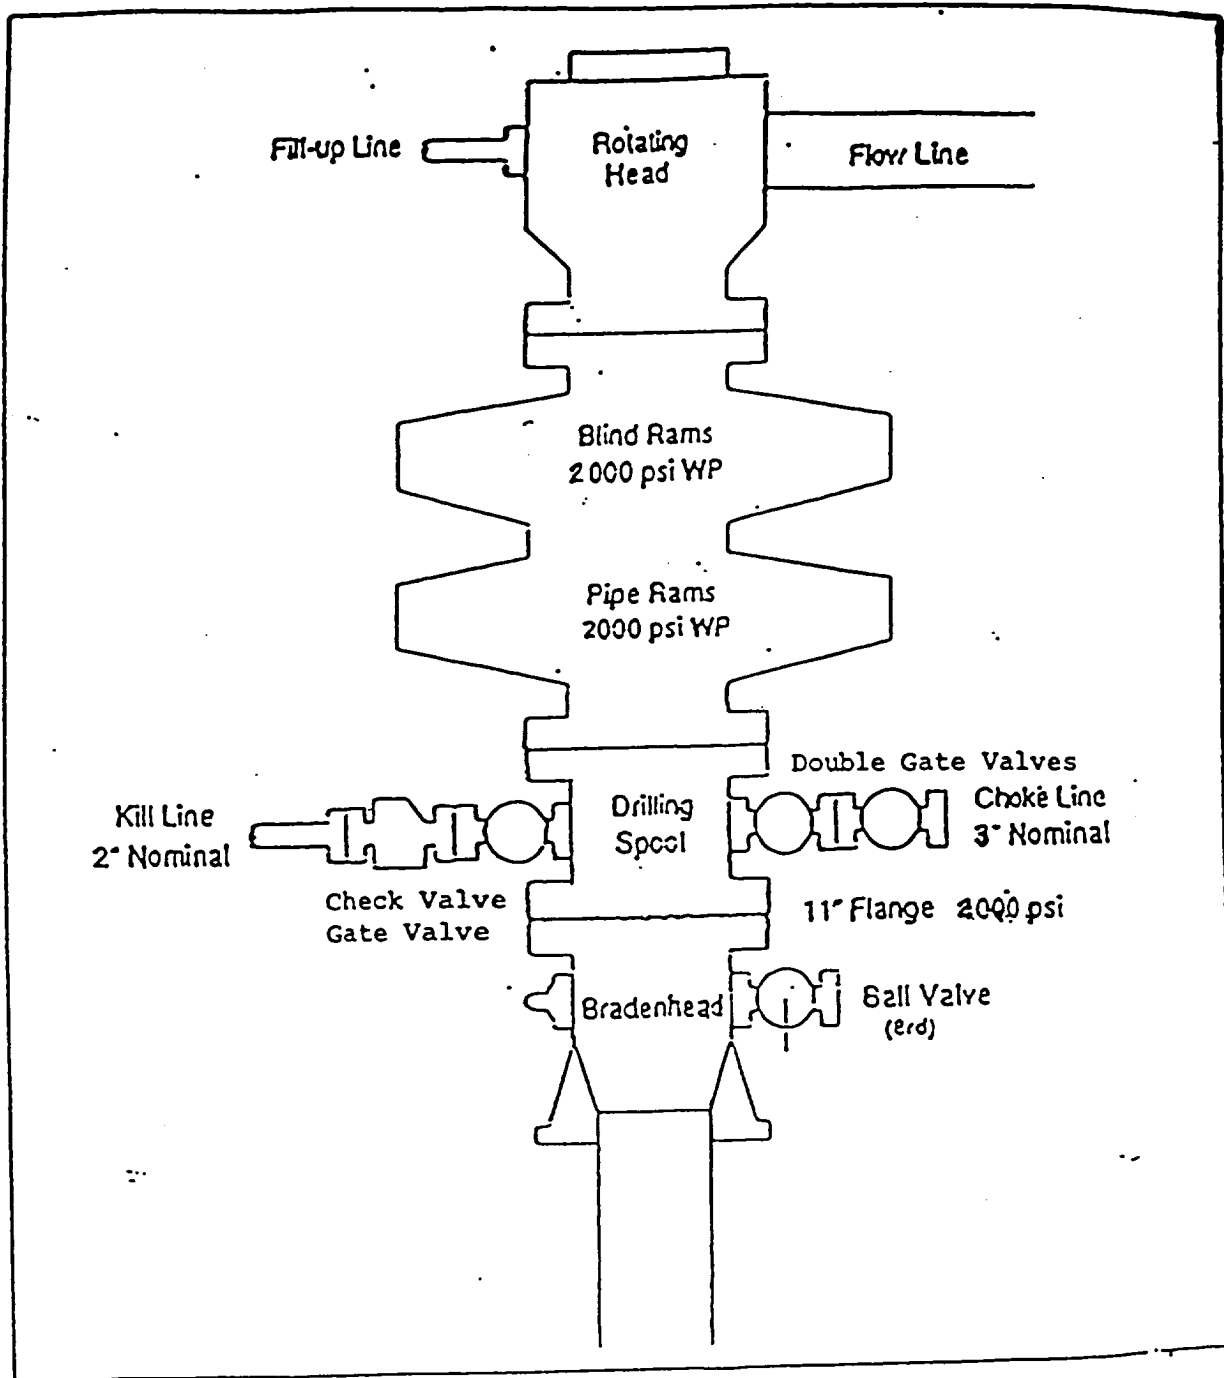 Fill-up Line
Rotating
Head
Flow Line
Blind Rams
2000 psi WP
Pipe Rams
2000 psi WP
Double Gate Valves
Kill Line
2" Nominal
Drilling
Spool
Choke Line
3" Nominal
Check Valve
Gate Valve
11" Flange 2000 psi
Bradenhead
Ball Valve